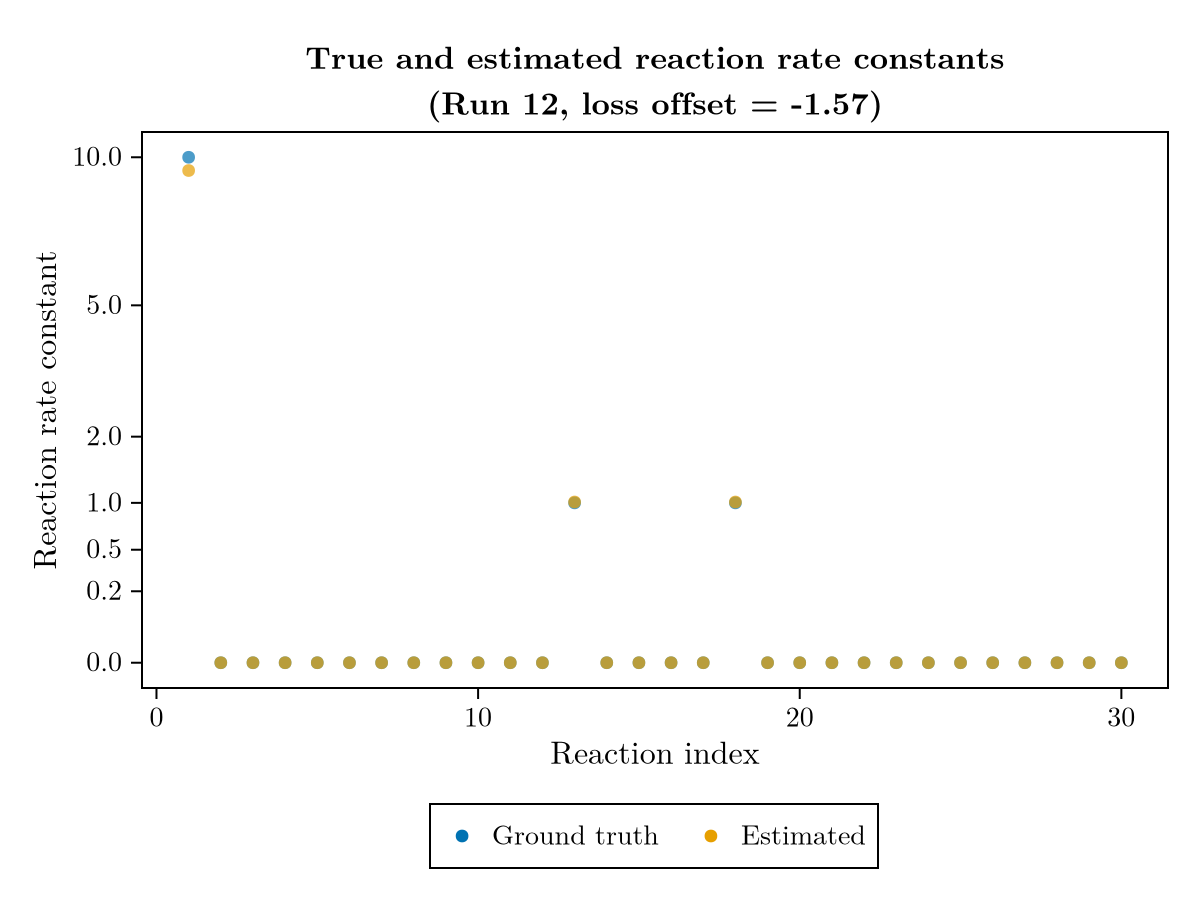 True and estimated reaction rate constants
(Run 12, loss offset = -1.57)
Reaction rate constant
10.0
5.0
2.0
1.0
0.5
0.2
0.0
0 10 20 30
Reaction index
Ground truth Estimated